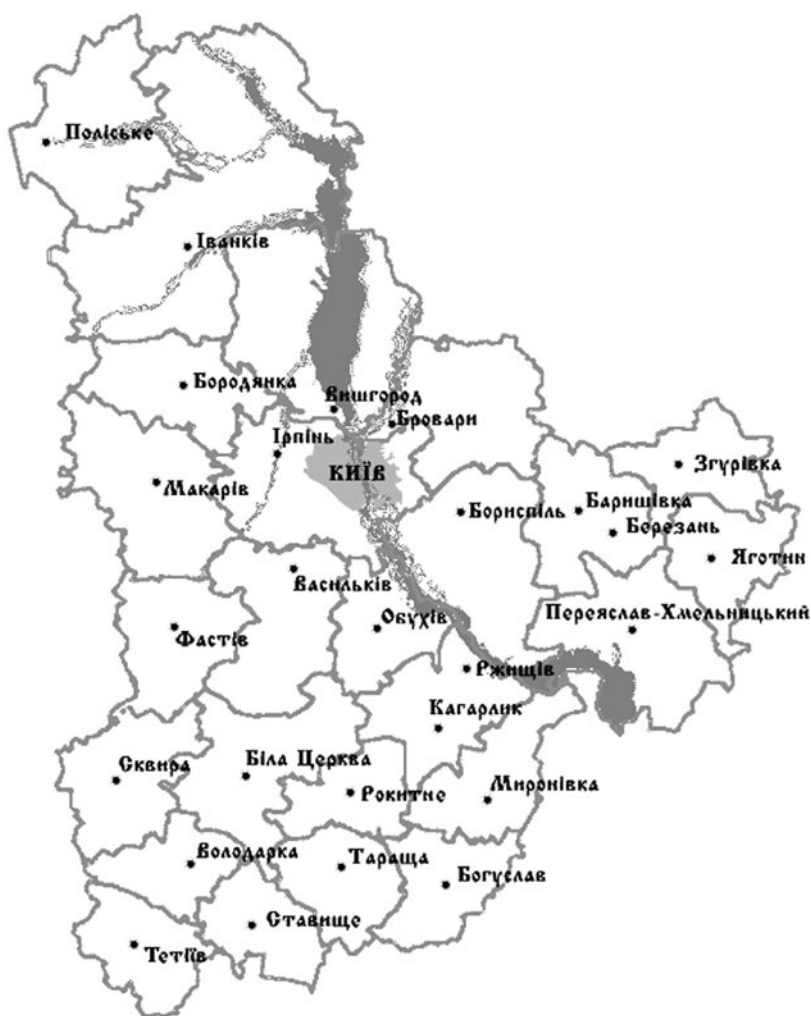 Поліське
Іванків
Бородянка
Вишгород
Бровари
Ірпінь
КИЇВ
Макарів
Згурівка
Бориспіль
Баришівка
Березань
Яготин
Васильків
Обухів
Переяслав-Хмельницький
Фастів
Ржищів
Кагарлик
Сквира
Біла Церква
Рокитне
Миронівка
Володарка
Тараща
Богуслав
Ставище
Тетіїв